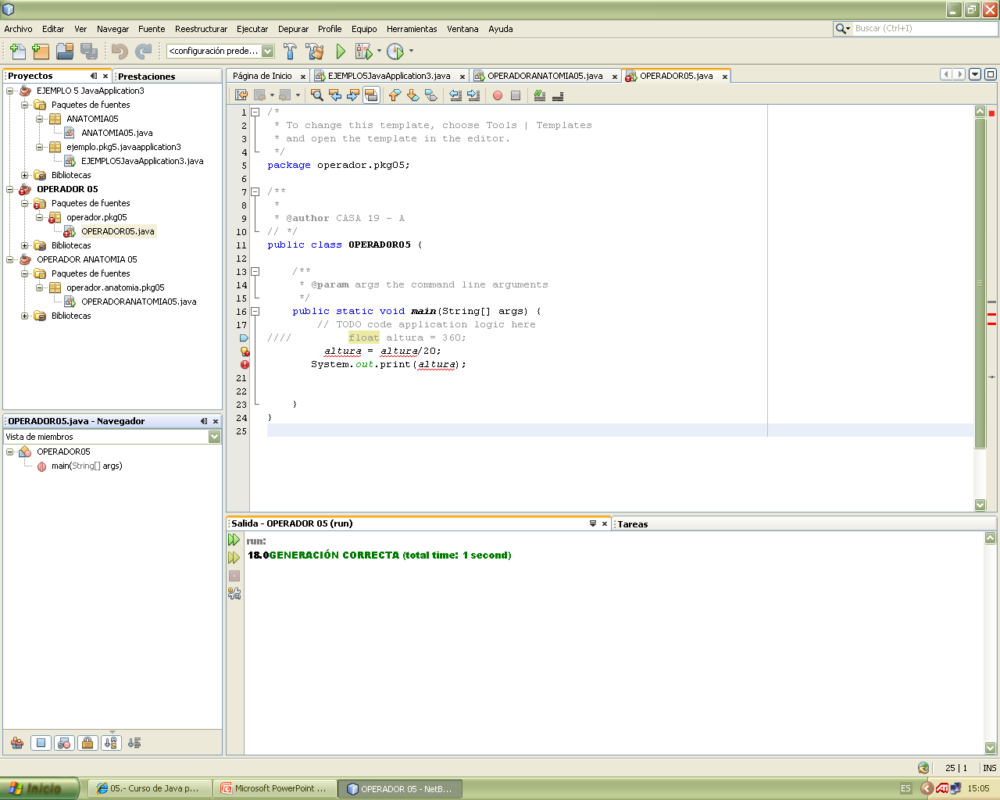 Archivo Editar Ver Navegar Fuente Reestructurar Ejecutar Depurar Profile Equipo Herramientas Ventana Ayuda
Buscar (Ctrl+I)
<configuración prede...
Proyectos
Prestaciones
EJEMPLO 5 JavaApplication3
Paquetes de fuentes
ANATOMIA05
ANATOMIA05.java
ejemplo.pkg5.javaapplication3
EJEMPLO5JavaApplication3.java
Bibliotecas
OPERADOR 05
Paquetes de fuentes
operador.pkg05
OPERADOR05.java
Bibliotecas
OPERADOR ANATOMIA 05
Paquetes de fuentes
operador.anatomia.pkg05
OPERADORANATOMIA05.java
Bibliotecas
OPERADOR05.java - Navegador
Vista de miembros
OPERADOR05
main(String[] args)
Página de Inicio EJEMPLO5JavaApplication3.java OPERADORANATOMIA05.java OPERADOR05.java
1 /*
2 * To change this template, choose Tools | Templates
3 * and open the template in the editor.
4 */
5 package operador.pkg05;
6
7 /**
8 *
9 * @author CASA 19 - A
10 // */
11 public class OPERADOR05 {
12
13 /**
14 * @param args the command line arguments
15 */
16 public static void main(String[] args) {
17 // TODO code application logic here
//// float altura = 360;
altura = altura/20;
System.out.print(altura);
21
22
23 }
24 }
25
Salida - OPERADOR 05 (run)
Tareas
run:
18.0GENERACIÓN CORRECTA (total time: 1 second)
25 | 1 INS
Inicio
05.- Curso de Java p...
Microsoft PowerPoint ...
OPERADOR 05 - NetB...
ES
15:05